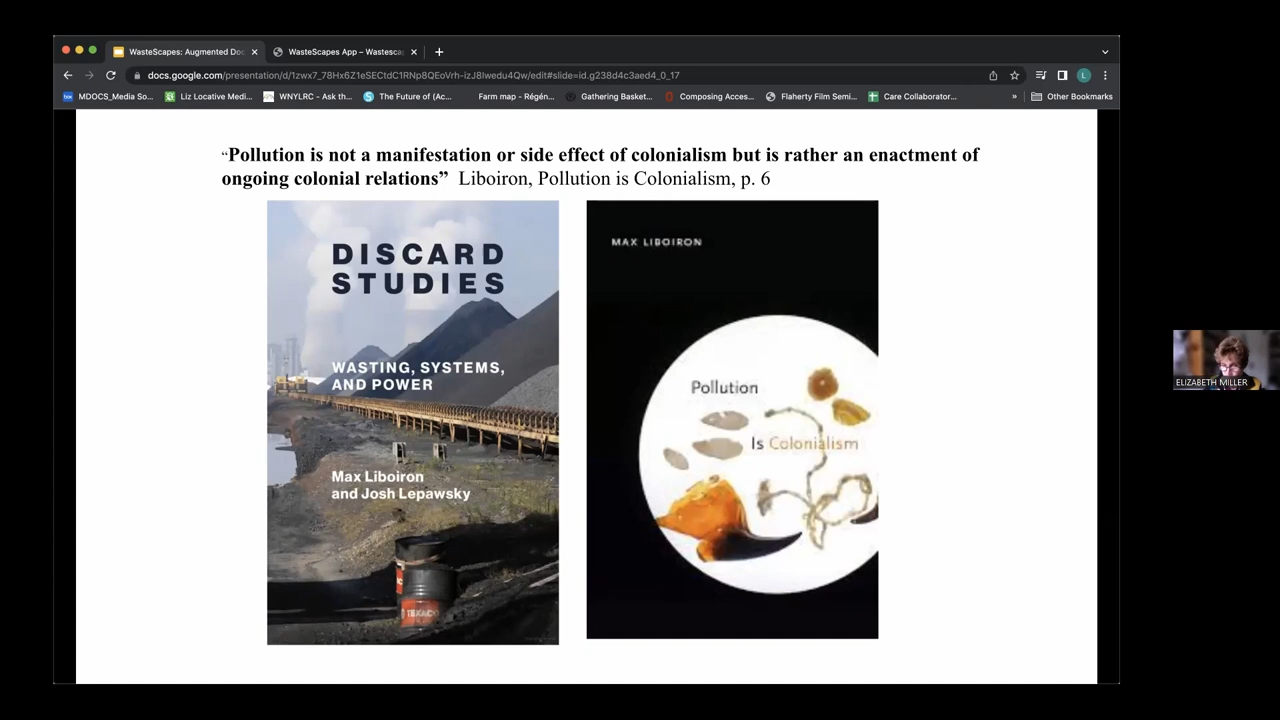 WasteScapes: Augmented Doc
WasteScapes App – Wastesca
docs.google.com/presentation/d/1zwx7_78Hx6Z1eSECtdC1RNp8QEoVrh-izJ8lwedu4Qw/edit#slide=id.g238d4c3aed4_0_17
MDOCS_Media So... Liz Locative Medi... WNYLRC - Ask th... The Future of (Ac... Farm map - Régén... Gathering Basket... Composing Acces... Flaherty Film Semi... Care Collaborator... » Other Bookmarks
“Pollution is not a manifestation or side effect of colonialism but is rather an enactment of
ongoing colonial relations” Liboiron, Pollution is Colonialism, p. 6
DISCARD
STUDIES
WASTING, SYSTEMS,
AND POWER
Max Liboiron
and Josh Lepawsky
TEXACO
MAX LIBOIRON
Pollution
Is Colonialism
L
ELIZABETH MILLER